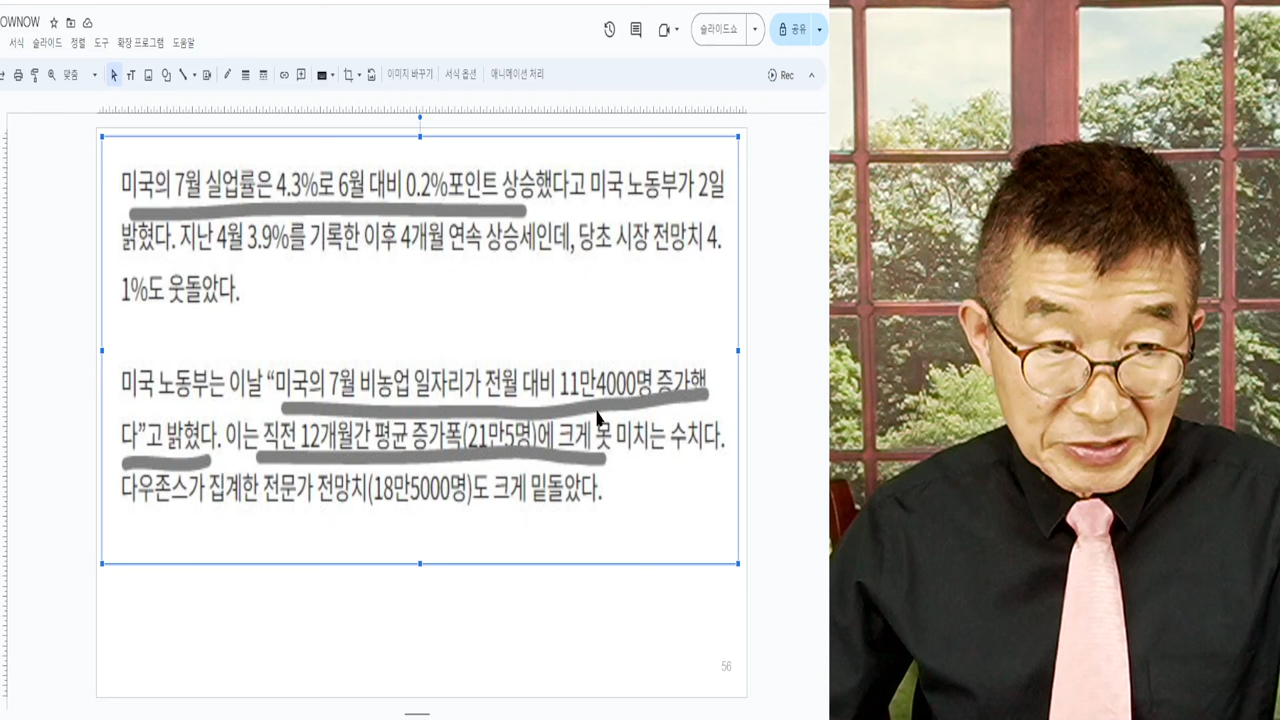 OWNOW
서식 슬라이드 정렬 도구 확장 프로그램 도움말
슬라이드쇼
공유
맞춤
이미지 바꾸기 서식 옵션 애니메이션 처리
Rec
미국의 7월 실업률은 4.3%로 6월 대비 0.2%포인트 상승했다고 미국 노동부가 2일
밝혔다. 지난 4월 3.9%를 기록한 이후 4개월 연속 상승세인데, 당초 시장 전망치 4.
1%도 웃돌았다.
미국 노동부는 이날 “미국의 7월 비농업 일자리가 전월 대비 11만4000명 증가했
다”고 밝혔다. 이는 직전 12개월간 평균 증가폭(21만5명)에 크게 못 미치는 수치다.
다우존스가 집계한 전문가 전망치(18만5000명)도 크게 밑돌았다.
56